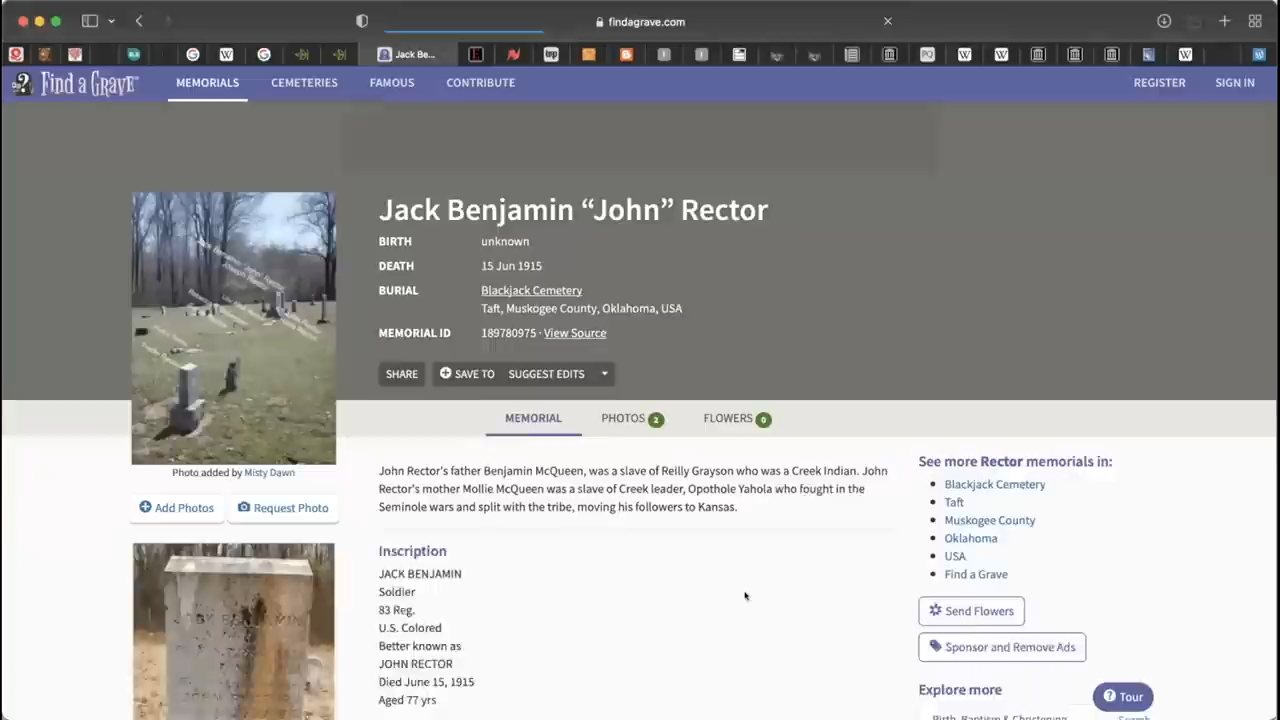 findagrave.com
Jack Be...
Find a Grave
MEMORIALS
CEMETERIES
FAMOUS
CONTRIBUTE
REGISTER
SIGN IN
Jack Benjamin “John” Rector
BIRTH unknown
DEATH 15 Jun 1915
BURIAL Blackjack Cemetery
Taft, Muskogee County, Oklahoma, USA
MEMORIAL ID 189780975 · View Source
SHARE
SAVE TO
SUGGEST EDITS
MEMORIAL
PHOTOS 2
FLOWERS 0
Photo added by Misty Dawn
Add Photos
Request Photo
John Rector's father Benjamin McQueen, was a slave of Reilly Grayson who was a Creek Indian. John
Rector's mother Mollie McQueen was a slave of Creek leader, Opothole Yahola who fought in the
Seminole wars and split with the tribe, moving his followers to Kansas.
Inscription
JACK BENJAMIN
Soldier
83 Reg.
U.S. Colored
Better known as
JOHN RECTOR
Died June 15, 1915
Aged 77 yrs
See more Rector memorials in:
Blackjack Cemetery
Taft
Muskogee County
Oklahoma
USA
Find a Grave
Send Flowers
Sponsor and Remove Ads
Explore more
Tour